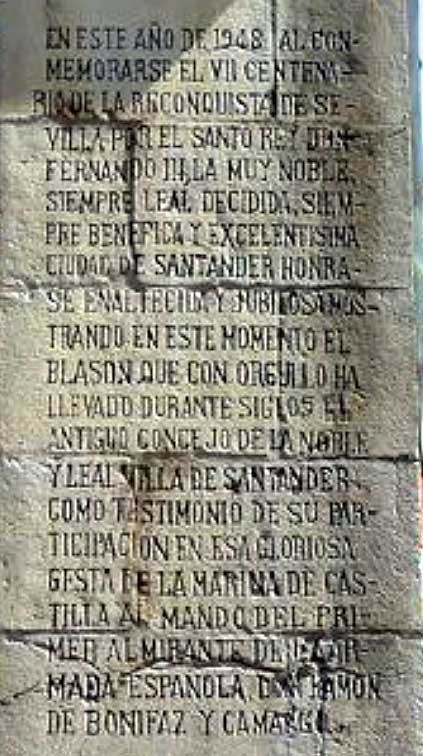 EN ESTE AÑO DE 1948 AL CON-
MEMORARSE EL VII CENTENA-
RIO DE LA RECONQUISTA DE SE-
VILLA POR EL SANTO REY DON
FERNANDO III, LA MUY NOBLE,
SIEMPRE LEAL, DECIDIDA, SIEM-
PRE BENEFICA Y EXCELENTISIMA
CIUDAD DE SANTANDER HONRA-
SE ENALTECIDA Y JUBILOSA MOS-
TRANDO EN ESTE MOMENTO EL
BLASON QUE CON ORGULLO HA
LLEVADO DURANTE SIGLOS EL
ANTIGUO CONCEJO DE LA NOBLE
Y LEAL VILLA DE SANTANDER
COMO TESTIMONIO DE SU PAR-
TICIPACION EN ESA GLORIOSA
GESTA DE LA MARINA DE CAS-
TILLA AL MANDO DEL PRI-
MER ALMIRANTE DE LA AR-
MADA ESPAÑOLA, DON RAMON
DE BONIFAZ Y CAMARGO